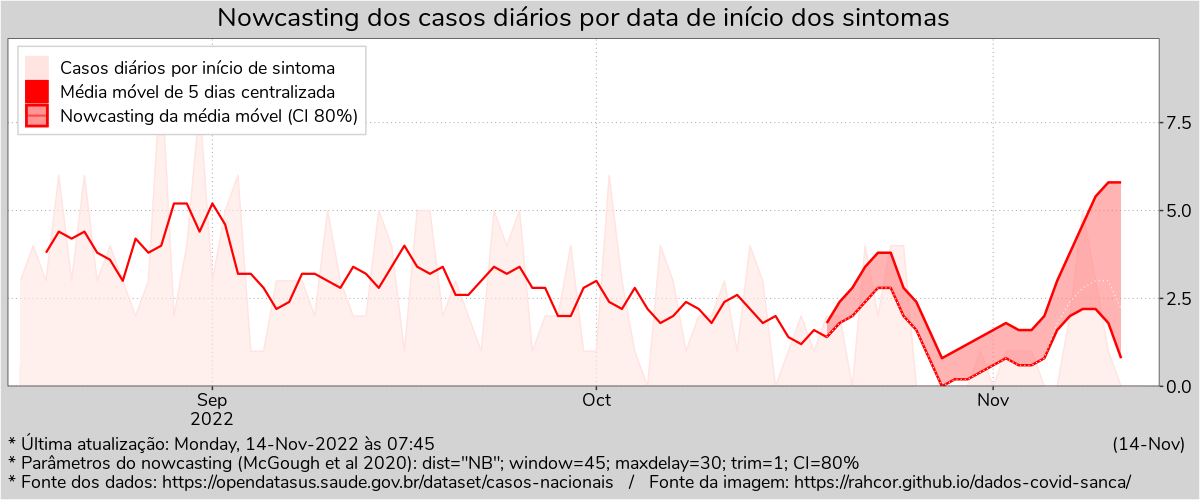 Nowcasting dos casos diários por data de início dos sintomas
Casos diários por início de sintoma
Média móvel de 5 dias centralizada
Nowcasting da média móvel (CI 80%)
7.5
5.0
2.5
0.0
Sep
2022
Oct
Nov
* Última atualização: Monday, 14-Nov-2022 às 07:45
(14-Nov)
* Parâmetros do nowcasting (McGough et al 2020): dist="NB"; window=45; maxdelay=30; trim=1; CI=80%
* Fonte dos dados: https://opendatasus.saude.gov.br/dataset/casos-nacionais / Fonte da imagem: https://rahcor.github.io/dados-covid-sanca/